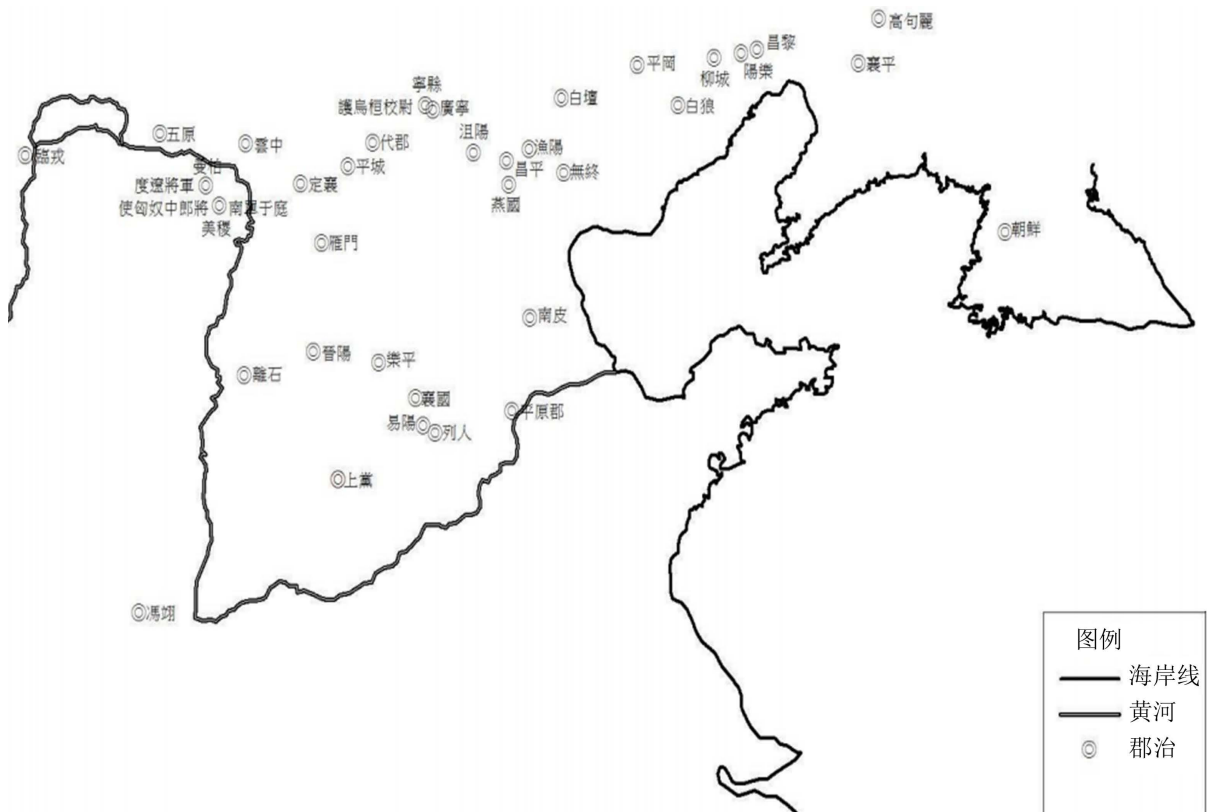 高句麗
昌黎
平岡
柳城
陽樂
襄平
寧縣
白壇
護烏桓校尉
廣寧
白狼
五原
雲中
代郡
沮陽
漁陽
臨戎
曼柏
平城
昌平
無終
度遼將軍
定襄
燕國
使匈奴中郎將
南單于庭
美稷
朝鮮
雁門
南皮
晉陽
樂平
離石
襄國
平原郡
易陽
列人
上黨
馮翊
图例
海岸线
黄河
郡治